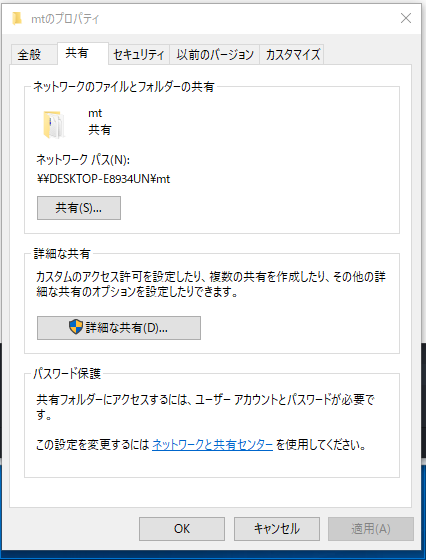 mtのプロパティ
全般 共有 セキュリティ 以前のバージョン カスタマイズ
ネットワークのファイルとフォルダーの共有
mt
共有
ネットワーク パス(N):
¥¥DESKTOP-E8934UN¥mt
共有(S)...
詳細な共有
カスタムのアクセス許可を設定したり、複数の共有を作成したり、その他の詳
細な共有のオプションを設定したりできます。
詳細な共有(D)...
パスワード保護
共有フォルダーにアクセスするには、ユーザー アカウントとパスワードが必要で
す。
この設定を変更するには ネットワークと共有センター を使用してください。
OK キャンセル 適用(A)